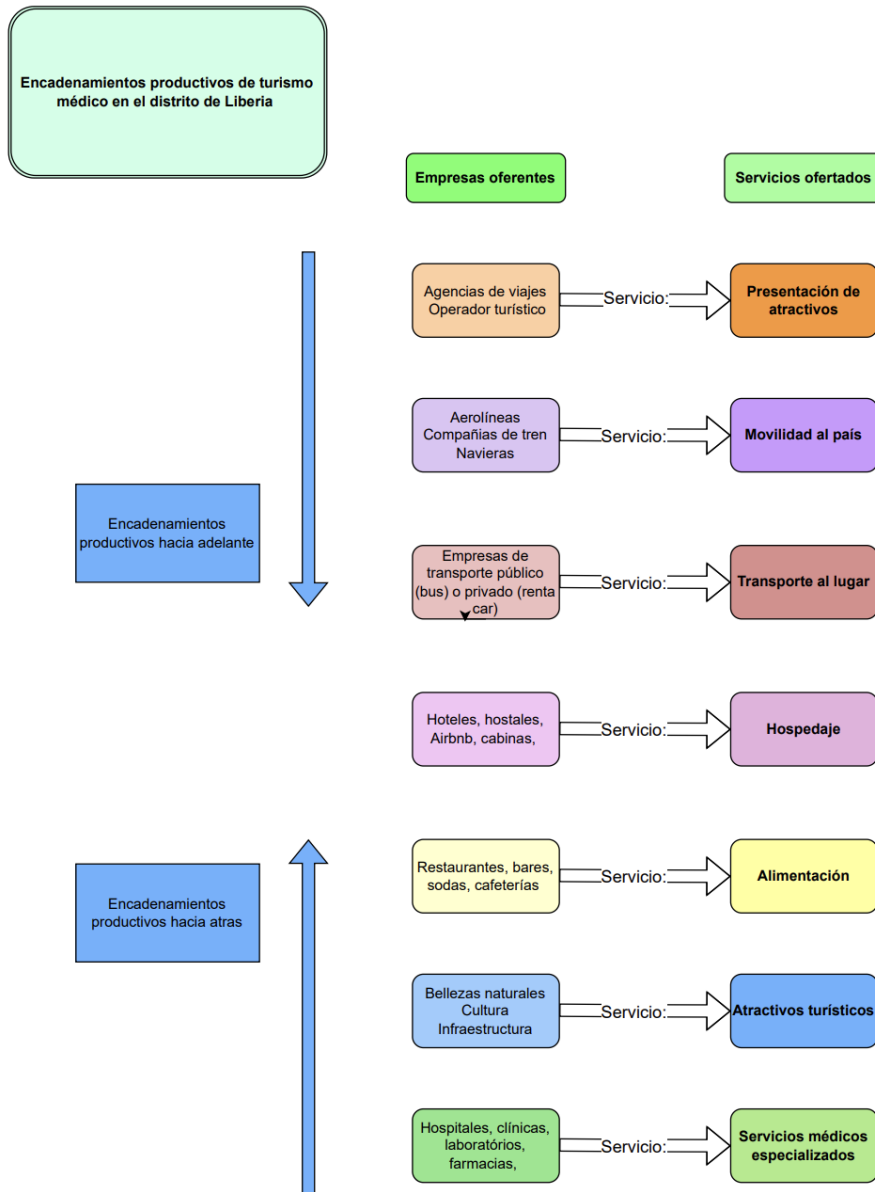 Encadenamientos productivos de turismo
médico en el distrito de Liberia
Empresas oferentes
Servicios ofertados
Agencias de viajes
Operador turístico
Servicio:
Presentación de
atractivos
Aerolíneas
Compañias de tren
Navieras
Servicio:
Movilidad al país
Encadenamientos
productivos hacia adelante
Empresas de
transporte público
(bus) o privado (renta
car)
Servicio:
Transporte al lugar
Hoteles, hostales,
Airbnb, cabinas,
Servicio:
Hospedaje
Encadenamientos
productivos hacia atras
Restaurantes, bares,
sodas, cafeterías
Servicio:
Alimentación
Bellezas naturales
Cultura
Infraestructura
Servicio:
Atractivos turísticos
Hospitales, clínicas,
laboratórios,
farmacias,
Servicio:
Servicios médicos
especializados